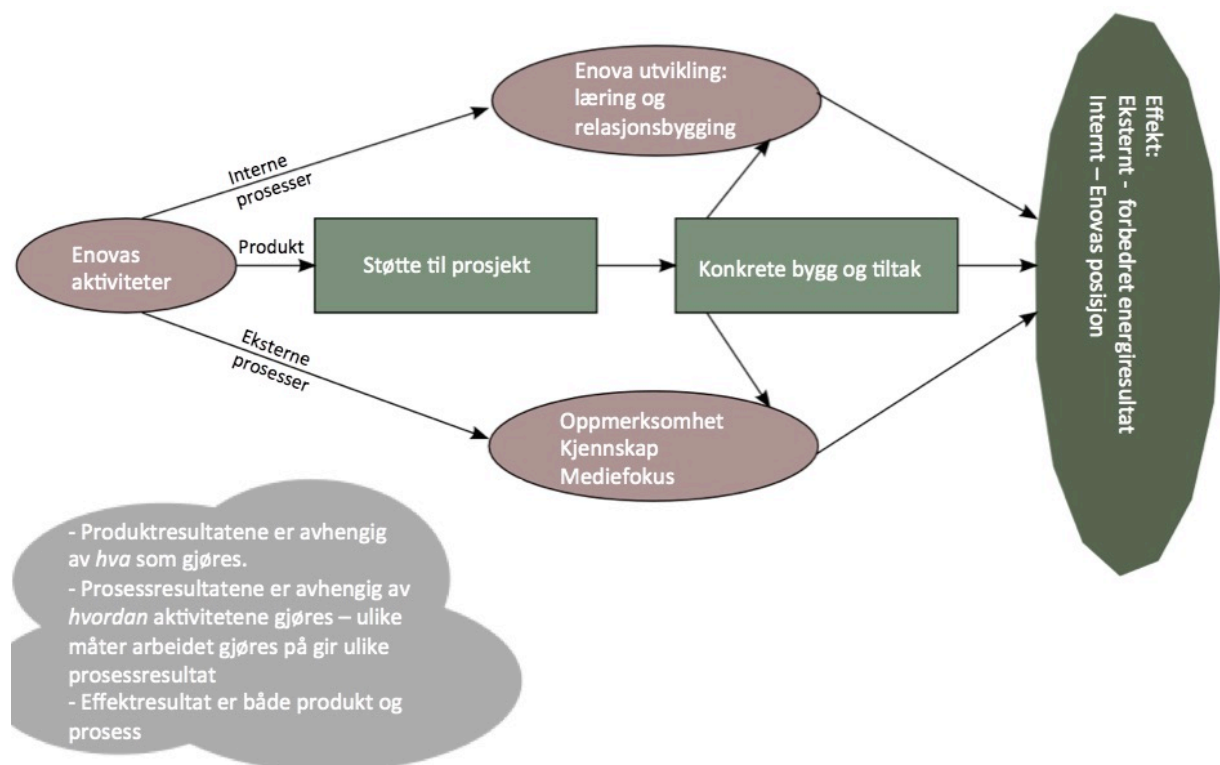 Enova utvikling:
læring og
relasjonsbygging
Interne
prosesser
Enovas
aktiviteter
Produkt
Støtte til prosjekt
Konkrete bygg og tiltak
Eksterne
prosesser
Oppmerksomhet
Kjennskap
Mediefokus
Effekt:
Eksternt - forbedret energiresultat
Internt – Enovas posisjon
- Produktresultatene er avhengig
av hva som gjøres.
- Prosessresultatene er avhengig av
hvordan aktivitetene gjøres – ulike
måter arbeidet gjøres på gir ulike
prosessresultat
- Effektresultat er både produkt og
prosess